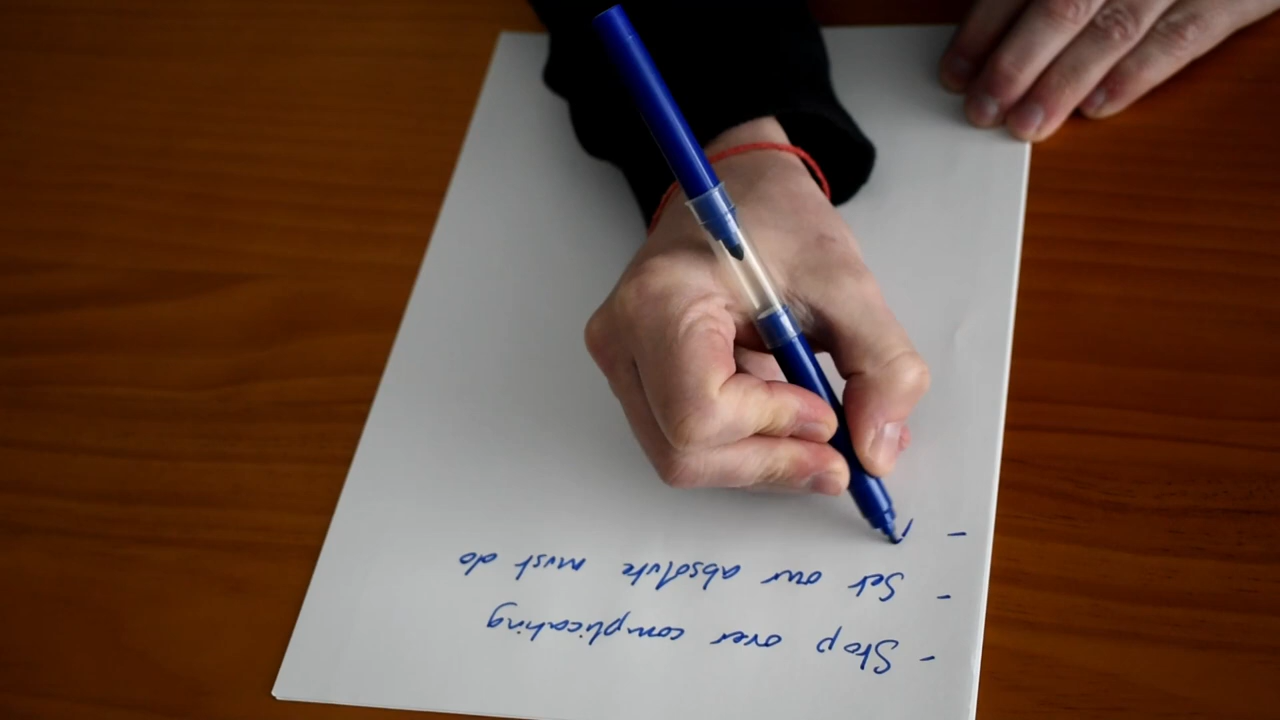 - Stop over complicating
- Set our absolute must do
-